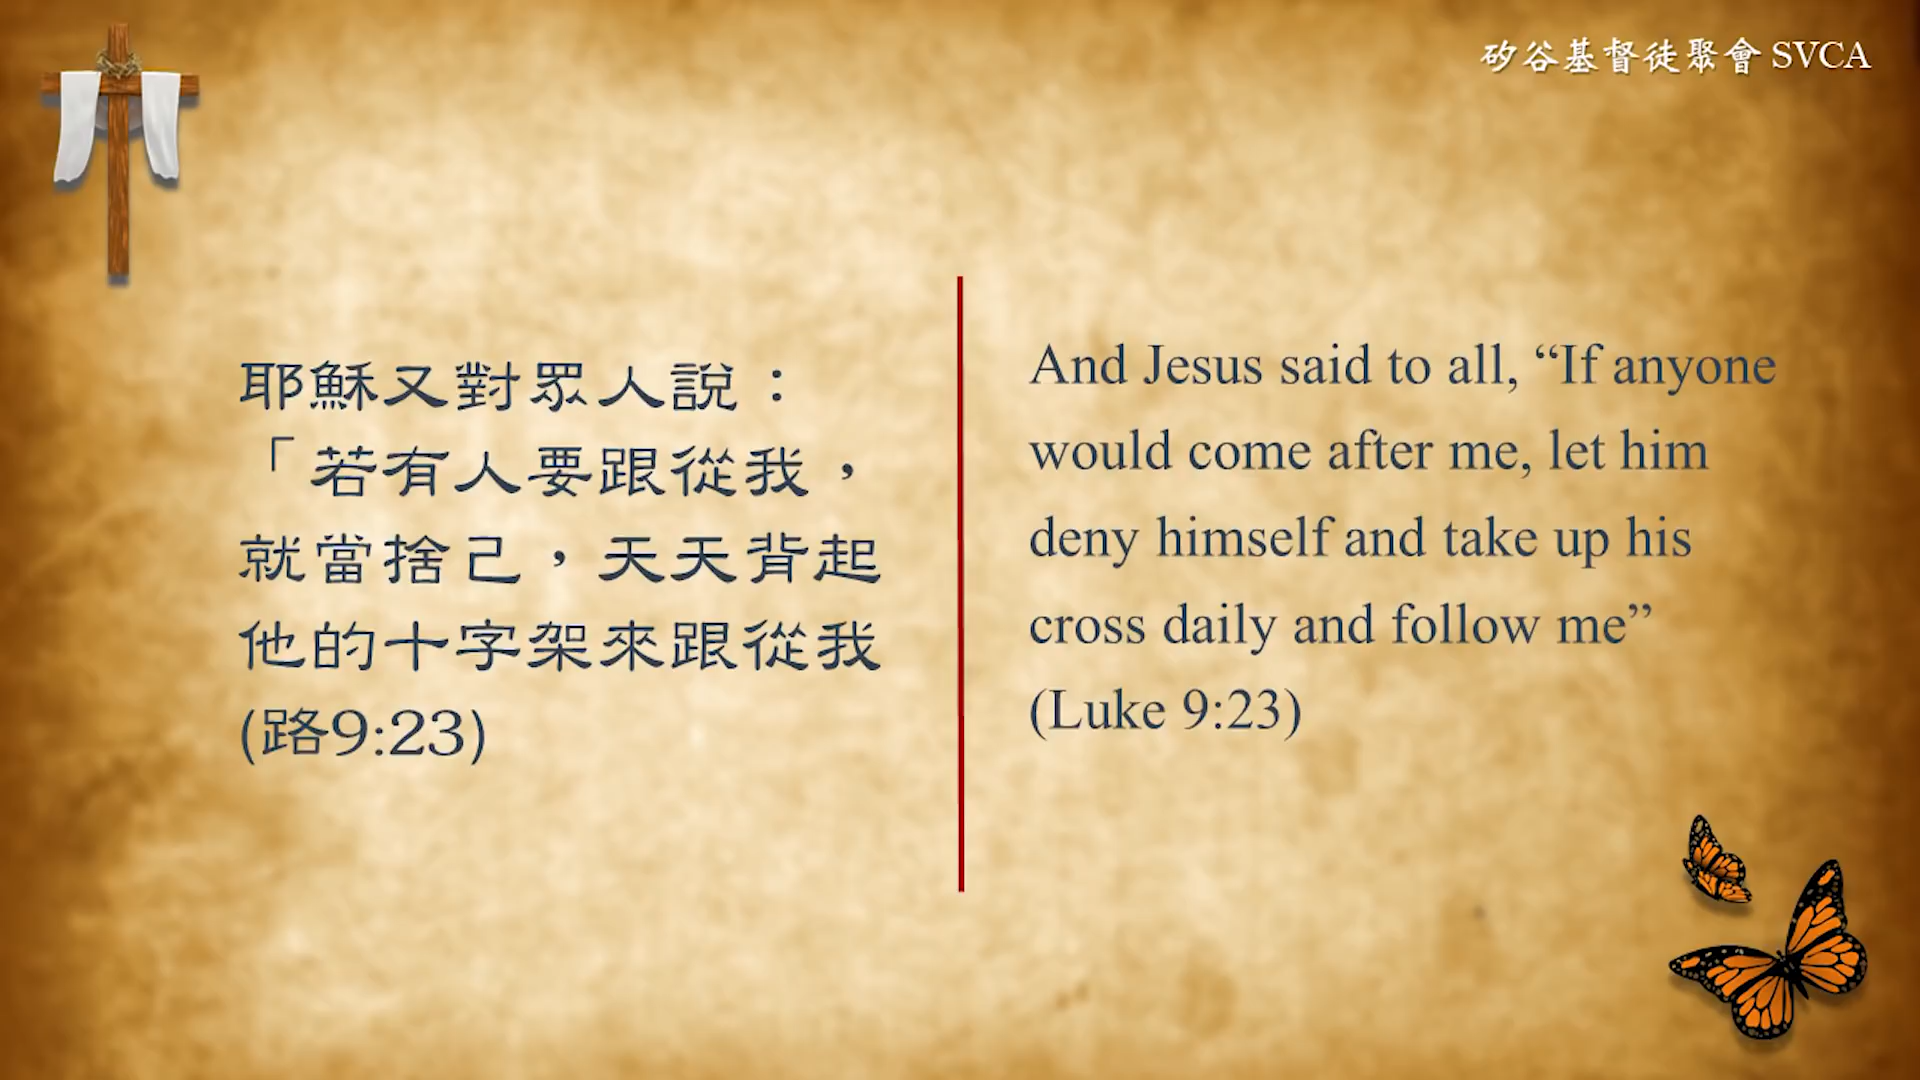 矽谷基督徒聚會 SVCA
耶穌又對眾人說：
「若有人要跟從我，
就當捨己，天天背起
他的十字架來跟從我
(路9:23)
And Jesus said to all, “If anyone
would come after me, let him
deny himself and take up his
cross daily and follow me”
(Luke 9:23)